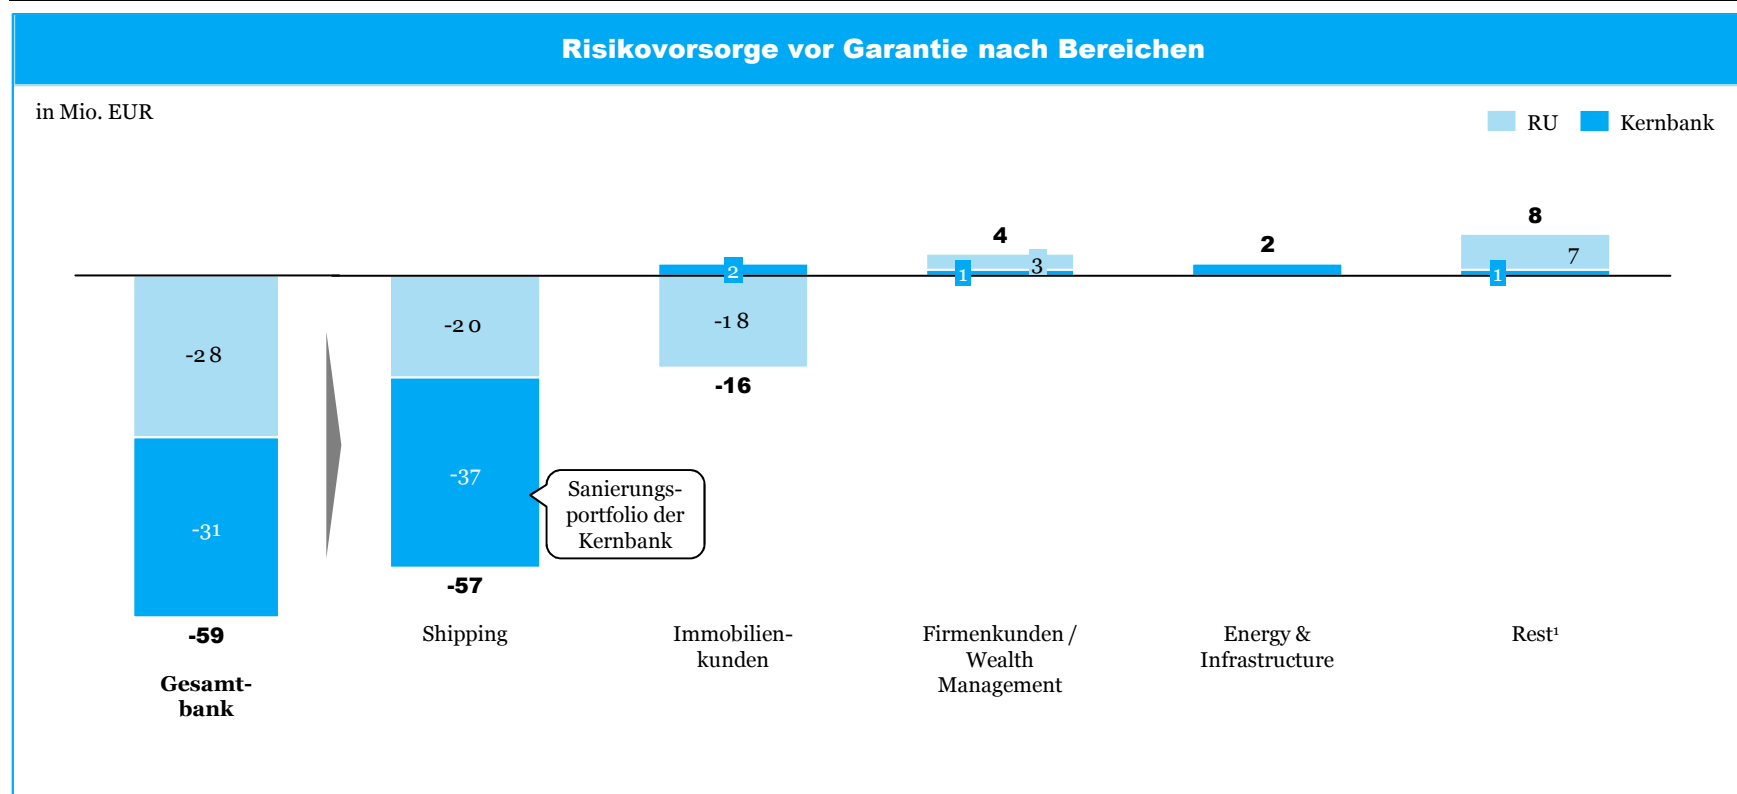 Risikovorsorge vor Garantie nach Bereichen
in Mio. EUR
RU
Kernbank
-28
-31
-59
Gesamt-
bank
-20
-37
-57
Sanierungs-
portfolio der
Kernbank
Shipping
2
-18
-16
Immobilien-
kunden
4
3
1
Firmenkunden /
Wealth
Management
2
Energy &
Infrastructure
8
7
1
Rest¹